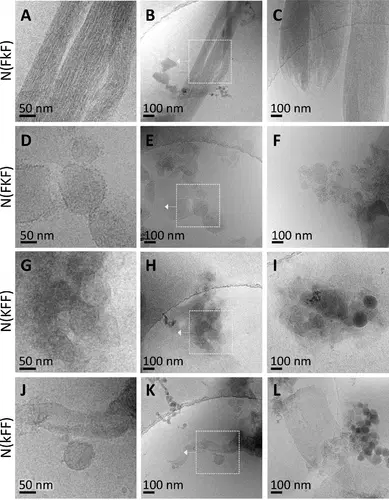 N(FkF)
A
50 nm
B
100 nm
C
100 nm
N(FKF)
D
50 nm
E
100 nm
F
100 nm
N(KFF)
G
50 nm
H
100 nm
I
100 nm
N(kFF)
J
50 nm
K
100 nm
L
100 nm